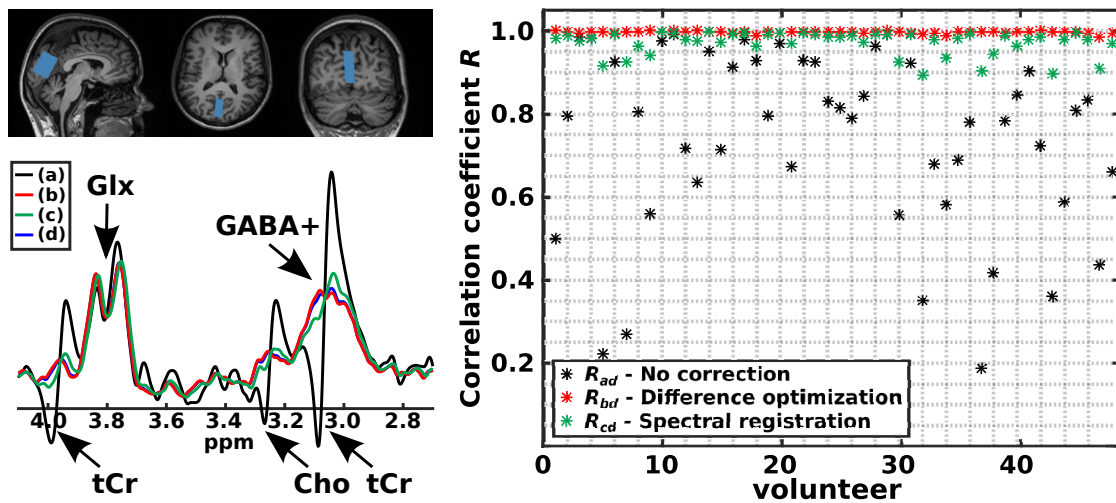 (a)
(b)
(c)
(d)
Glx
GABA+
4.0 3.8 3.6 3.4 3.2 3.0 2.8
ppm
tCr
Cho
tCr
Correlation coefficient R
1.0
0.8
0.6
0.4
0.2
R_ad - No correction
R_bd - Difference optimization
R_cd - Spectral registration
0 10 20 30 40
volunteer